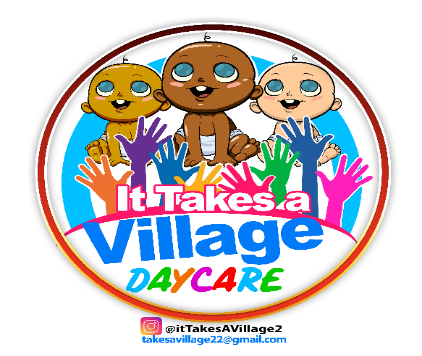 It Takes a
Village
DAYCARE
@itTakesAVillage2
takesavillage22@gmail.com